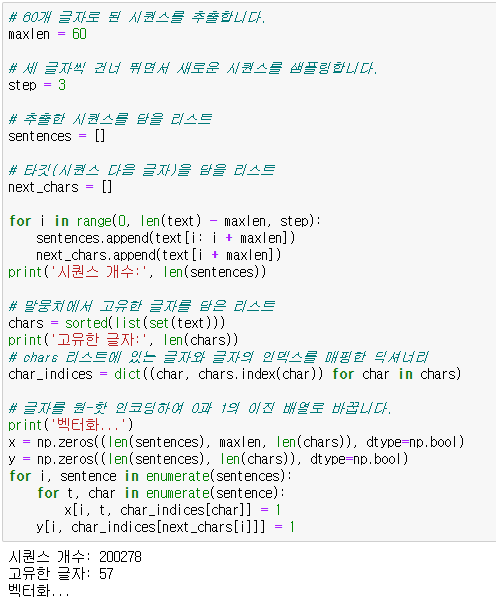 # 60개 글자로 된 시퀀스를 추출합니다.
maxlen = 60
# 세 글자씩 건너 뛰면서 새로운 시퀀스를 샘플링합니다.
step = 3
# 추출한 시퀀스를 담을 리스트
sentences = []
# 타깃(시퀀스 다음 글자)을 담을 리스트
next_chars = []
for i in range(0, len(text) - maxlen, step):
    sentences.append(text[i: i + maxlen])
    next_chars.append(text[i + maxlen])
print('시퀀스 개수:', len(sentences))
# 말뭉치에서 고유한 글자를 담은 리스트
chars = sorted(list(set(text)))
print('고유한 글자:', len(chars))
# chars 리스트에 있는 글자와 글자의 인덱스를 매핑한 딕셔너리
char_indices = dict((char, chars.index(char)) for char in chars)
# 글자를 원-핫 인코딩하여 0과 1의 이진 배열로 바꿉니다.
print('벡터화...')
x = np.zeros((len(sentences), maxlen, len(chars)), dtype=np.bool)
y = np.zeros((len(sentences), len(chars)), dtype=np.bool)
for i, sentence in enumerate(sentences):
    for t, char in enumerate(sentence):
        x[i, t, char_indices[char]] = 1
    y[i, char_indices[next_chars[i]]] = 1
시퀀스 개수: 200278
고유한 글자: 57
벡터화...